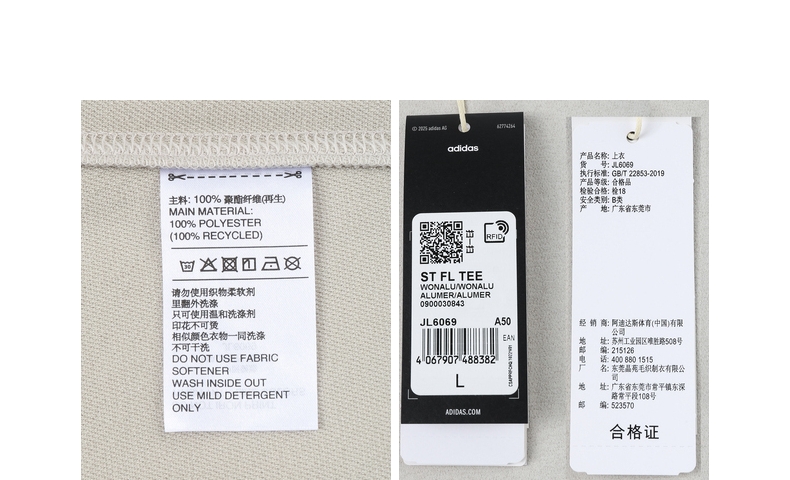 主料: 100% 聚酯纤维(再生)
MAIN MATERIAL:
100% POLYESTER
(100% RECYCLED)
请勿使用织物柔软剂
里翻外洗涤
只可使用温和洗涤剂
印花不可烫
相似颜色衣物一同洗涤
不可干洗
DO NOT USE FABRIC
SOFTENER
WASH INSIDE OUT
USE MILD DETERGENT
ONLY
© 2025 adidas AG
62774264
adidas
RFID
ST FL TEE
WONALU/WONALU
ALUMER/ALUMER
0900030843
JL6069 A50
EAN
4 067907 488382
L
ADIDAS.COM
产品名称: 上衣
货 号: JL6069
执行标准: GB/T 22853-2019
产品等级: 合格品
检验合格: 检18
安全类别: B类
产 地: 广东省东莞市
经 销 商: 阿迪达斯体育(中国)有限
公司
地 址: 苏州工业园区唯胜路508号
邮 编: 215126
电 话: 400 880 1515
厂 名: 东莞晶苑毛织制衣有限公
司
地 址: 广东省东莞市常平镇东深
路常平段108号
邮 编: 523570
合格证